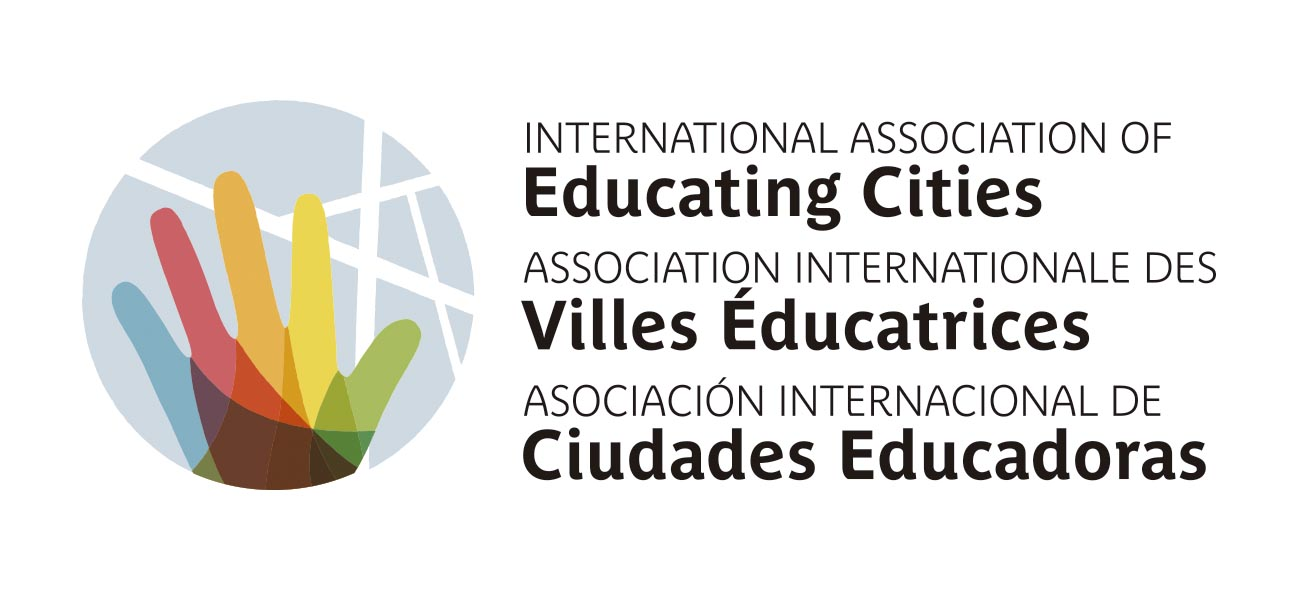 INTERNATIONAL ASSOCIATION OF
Educating Cities
ASSOCIATION INTERNATIONALE DES
Villes Éducatrices
ASOCIACIÓN INTERNACIONAL DE
Ciudades Educadoras